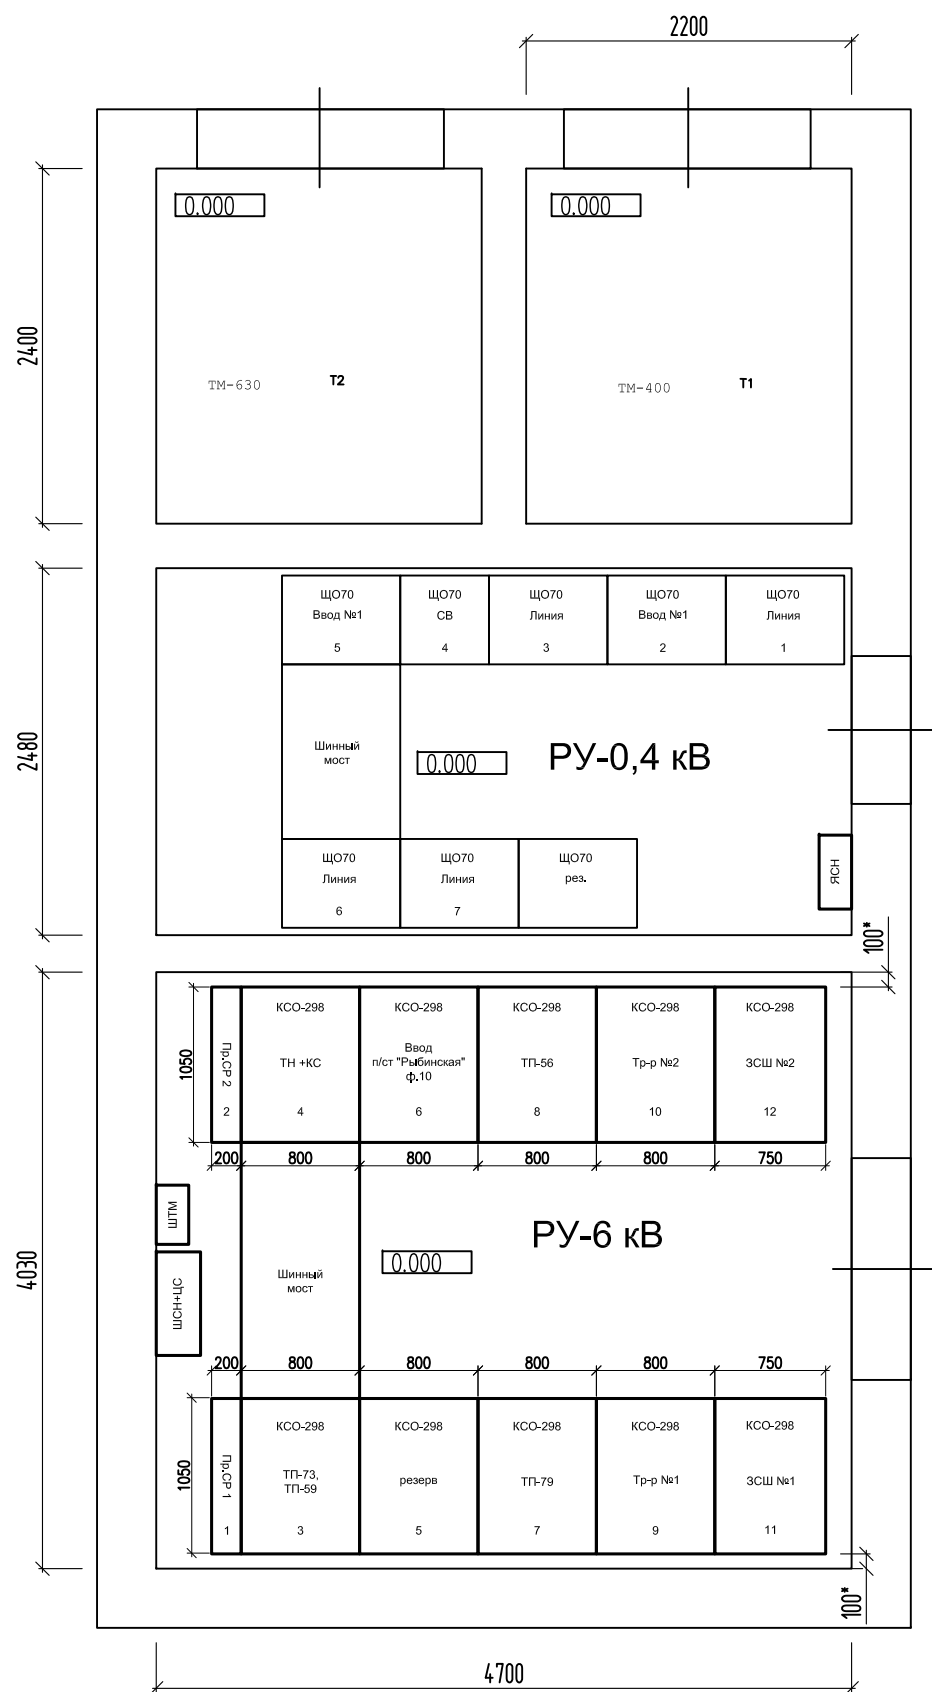 2200
0.000
0.000
2400
ТМ-630
Т2
ТМ-400
Т1
ЩО70
Ввод №1
5
ЩО70
СВ
4
ЩО70
Линия
3
ЩО70
Ввод №1
2
ЩО70
Линия
1
2480
Шинный
мост
0.000
РУ-0,4 кВ
ЩО70
Линия
6
ЩО70
Линия
7
ЩО70
рез.
ЯСН
100*
1050
Пр.СР 2
2
КСО-298
ТН +КС
4
КСО-298
Ввод
п/ст "Рыбинская"
ф.10
6
КСО-298
ТП-56
8
КСО-298
Тр-р №2
10
КСО-298
ЗСШ №2
12
200
800
800
800
800
750
ШТМ
4030
ШСН+ЦС
Шинный
мост
0.000
РУ-6 кВ
200
800
800
800
800
750
1050
Пр.СР 1
1
КСО-298
ТП-73,
ТП-59
3
КСО-298
резерв
5
КСО-298
ТП-79
7
КСО-298
Тр-р №1
9
КСО-298
ЗСШ №1
11
100*
4700